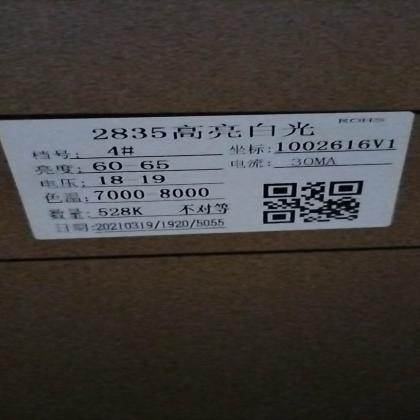 ROHS
2835高亮白光
档号: 4# 坐标:1002616V1
亮度:60-65 电流: 30MA
电压:18-19
色温:7000-8000
数量:528K 不对等
日期:20210319/1920/5055